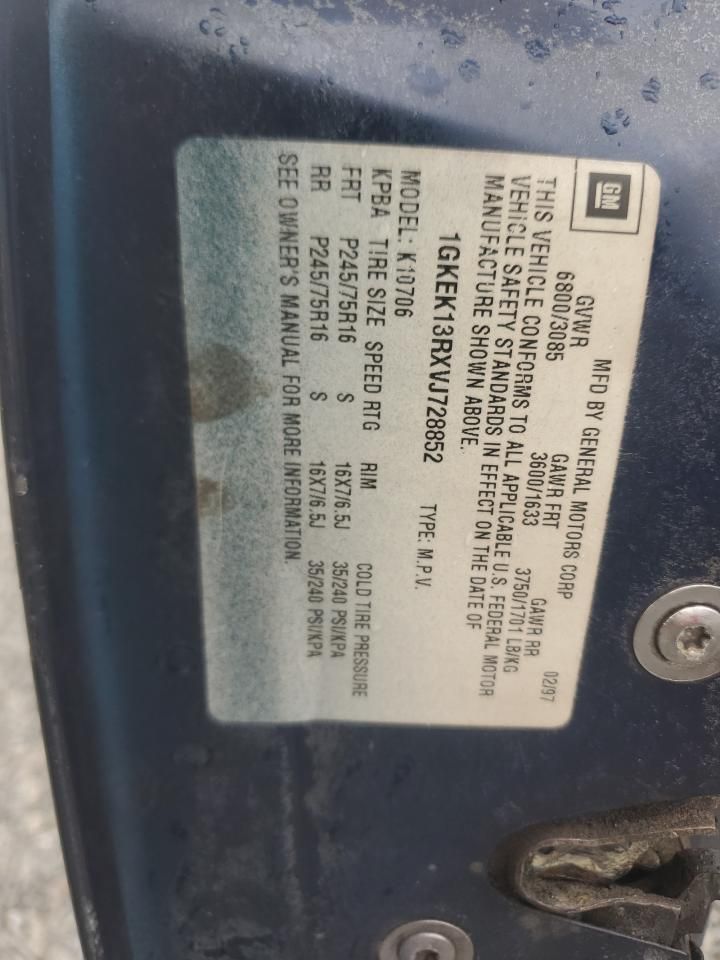 GM
MFD BY GENERAL MOTORS CORP 02/97
GVWR GAWR FRT GAWR RR
6800/3085 3600/1633 3750/1701 LB/KG
THIS VEHICLE CONFORMS TO ALL APPLICABLE U.S. FEDERAL MOTOR
VEHICLE SAFETY STANDARDS IN EFFECT ON THE DATE OF
MANUFACTURE SHOWN ABOVE.
1GKEK13RXVJ728852 TYPE: M.P.V.
MODEL: K10706
KPBA TIRE SIZE SPEED RTG RIM COLD TIRE PRESSURE
FRT P245/75R16 S 16X7/6.5J 35/240 PSI/KPA
RR P245/75R16 S 16X7/6.5J 35/240 PSI/KPA
SEE OWNER'S MANUAL FOR MORE INFORMATION.